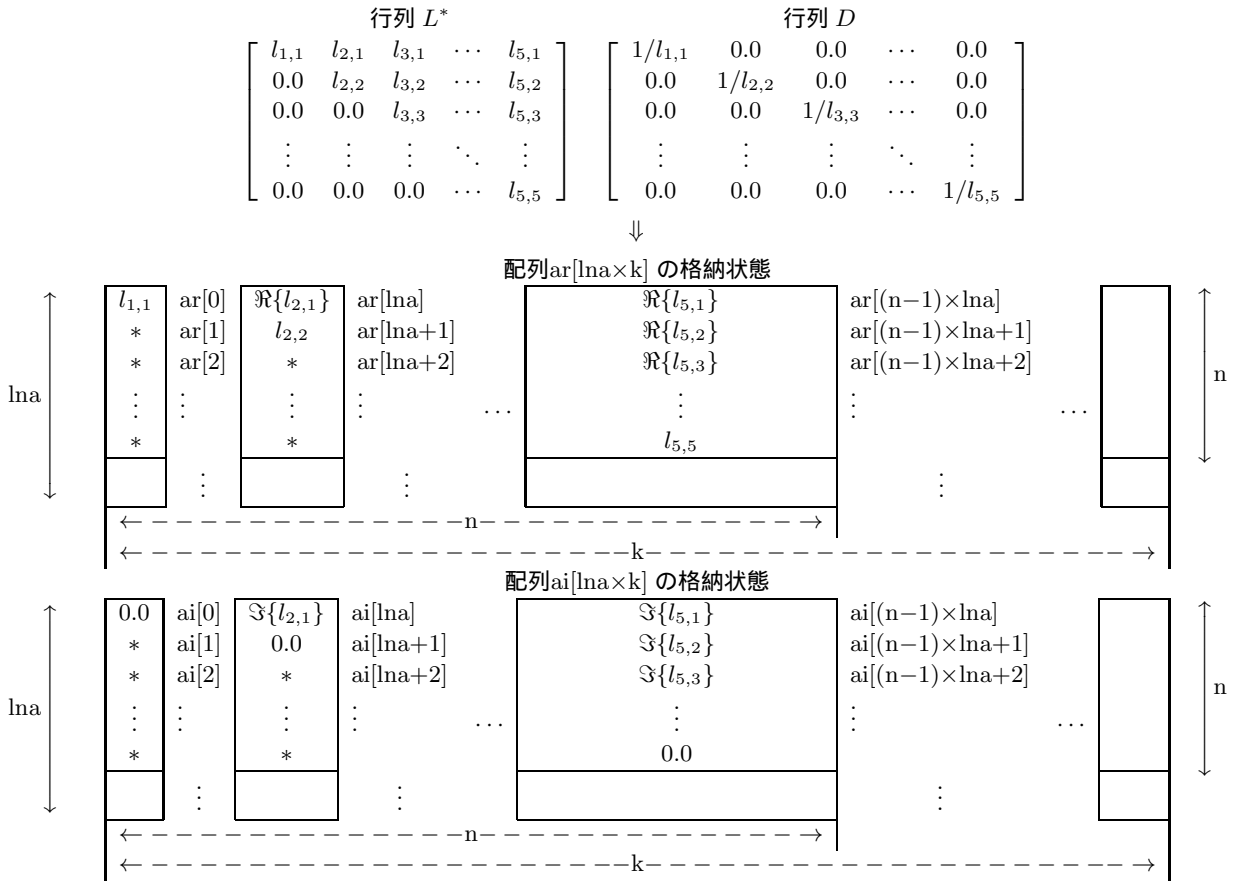 行列 L* 行列 D
l1,1 l2,1 l3,1 ⋯ l5,1 1/l1,1 0.0 0.0 ⋯ 0.0
0.0 l2,2 l3,2 ⋯ l5,2 0.0 1/l2,2 0.0 ⋯ 0.0
0.0 0.0 l3,3 ⋯ l5,3 0.0 0.0 1/l3,3 ⋯ 0.0
⋮ ⋮ ⋮ ⋱ ⋮ ⋮ ⋮ ⋮ ⋱ ⋮
0.0 0.0 0.0 ⋯ l5,5 0.0 0.0 0.0 ⋯ 1/l5,5
⇓
配列ar[lna×k] の格納状態
l1,1 ar[0] ℜ{l2,1} ar[lna] ℜ{l5,1} ar[(n−1)×lna]
* ar[1] l2,2 ar[lna+1] ℜ{l5,2} ar[(n−1)×lna+1]
* ar[2] * ar[lna+2] ℜ{l5,3} ar[(n−1)×lna+2]
lna ⋮ ⋮ ⋮ ⋮ ⋯ ⋮ ⋮ ⋯ n
* * l5,5
⋮ ⋮ ⋮
n
k
配列ai[lna×k] の格納状態
0.0 ai[0] ℑ{l2,1} ai[lna] ℑ{l5,1} ai[(n−1)×lna]
* ai[1] 0.0 ai[lna+1] ℑ{l5,2} ai[(n−1)×lna+1]
* ai[2] * ai[lna+2] ℑ{l5,3} ai[(n−1)×lna+2]
lna ⋮ ⋮ ⋮ ⋮ ⋯ ⋮ ⋮ ⋯ n
* * 0.0
⋮ ⋮ ⋮
n
k